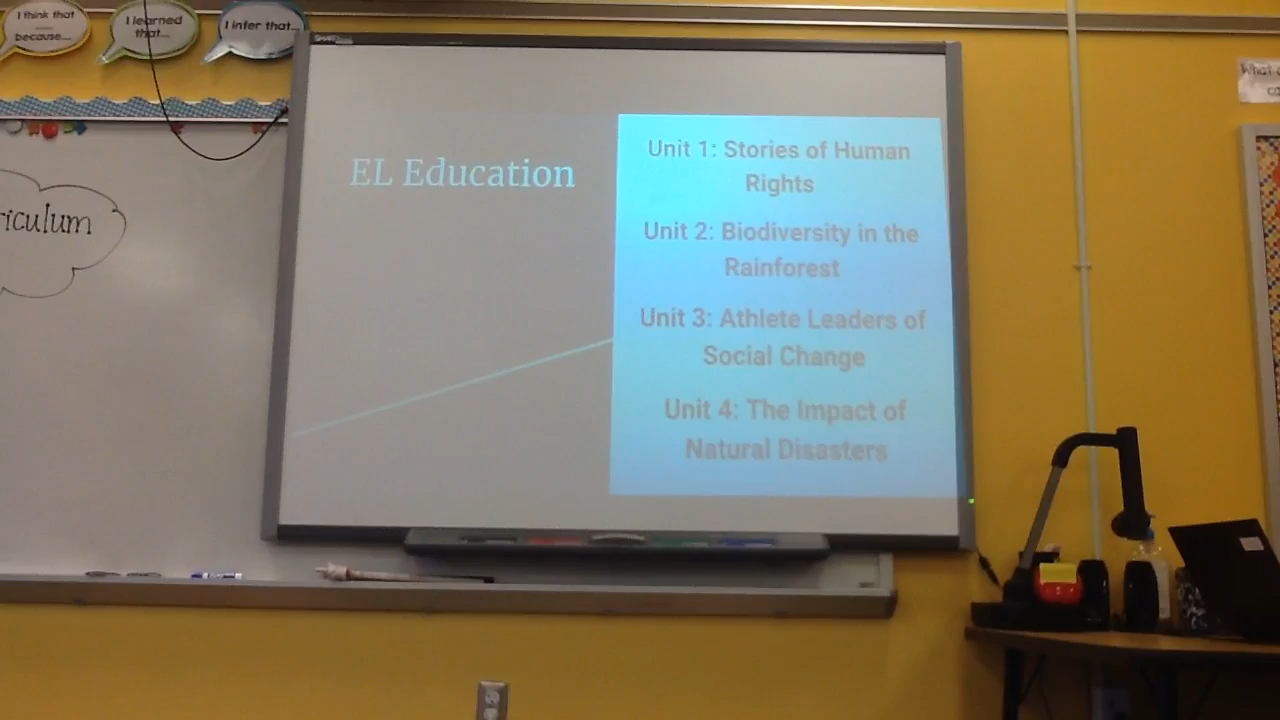 I think that
because...
I learned
that...
I infer that...
What
riculum
EL Education
Unit 1: Stories of Human
Rights
Unit 2: Biodiversity in the
Rainforest
Unit 3: Athlete Leaders of
Social Change
Unit 4: The Impact of
Natural Disasters